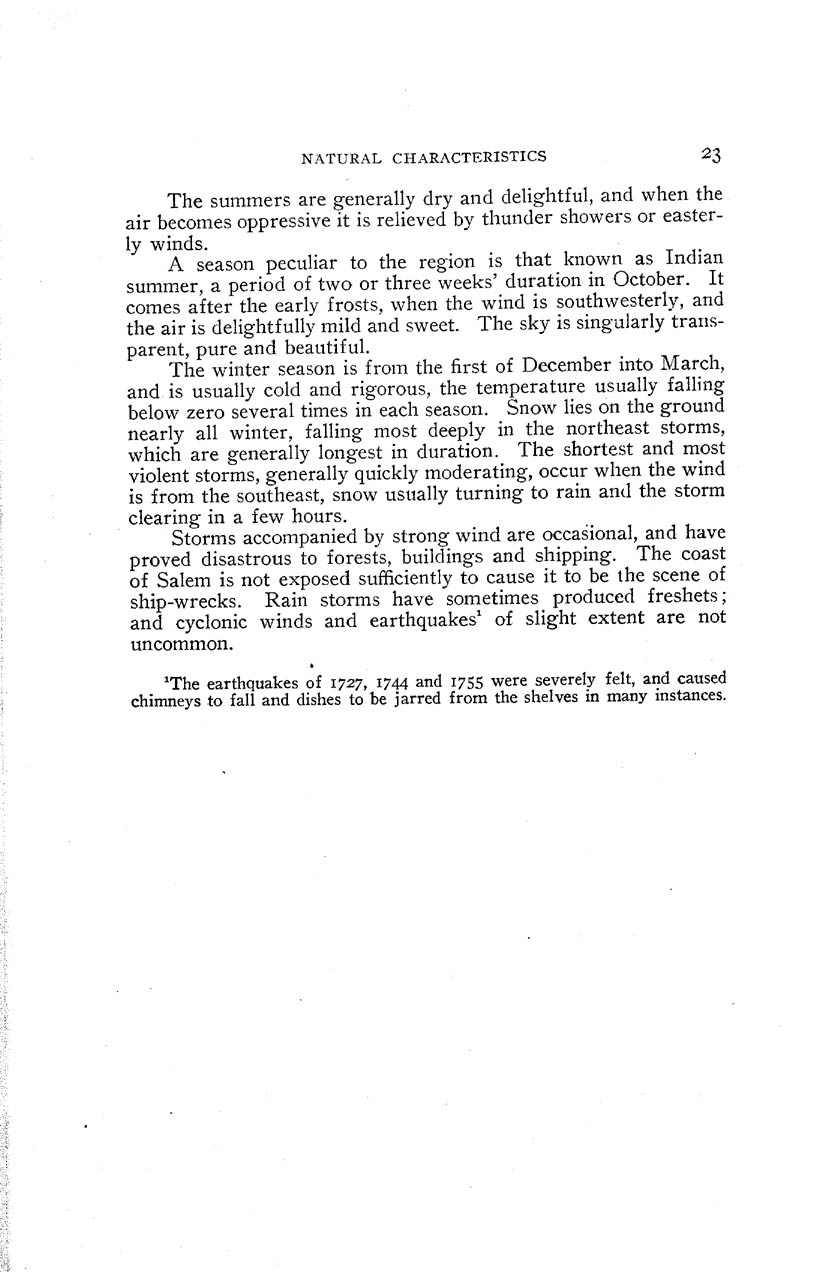 NATURAL CHARACTERISTICS 23
The summers are generally dry and delightful, and when the
air becomes oppressive it is relieved by thunder showers or easter-
ly winds.
A season peculiar to the region is that known as Indian
summer, a period of two or three weeks' duration in October. It
comes after the early frosts, when the wind is southwesterly, and
the air is delightfully mild and sweet. The sky is singularly trans-
parent, pure and beautiful.
The winter season is from the first of December into March,
and is usually cold and rigorous, the temperature usually falling
below zero several times in each season. Snow lies on the ground
nearly all winter, falling most deeply in the northeast storms,
which are generally longest in duration. The shortest and most
violent storms, generally quickly moderating, occur when the wind
is from the southeast, snow usually turning to rain and the storm
clearing in a few hours.
Storms accompanied by strong wind are occasional, and have
proved disastrous to forests, buildings and shipping. The coast
of Salem is not exposed sufficiently to cause it to be the scene of
ship-wrecks. Rain storms have sometimes produced freshets;
and cyclonic winds and earthquakes¹ of slight extent are not
uncommon.
¹The earthquakes of 1727, 1744 and 1755 were severely felt, and caused
chimneys to fall and dishes to be jarred from the shelves in many instances.